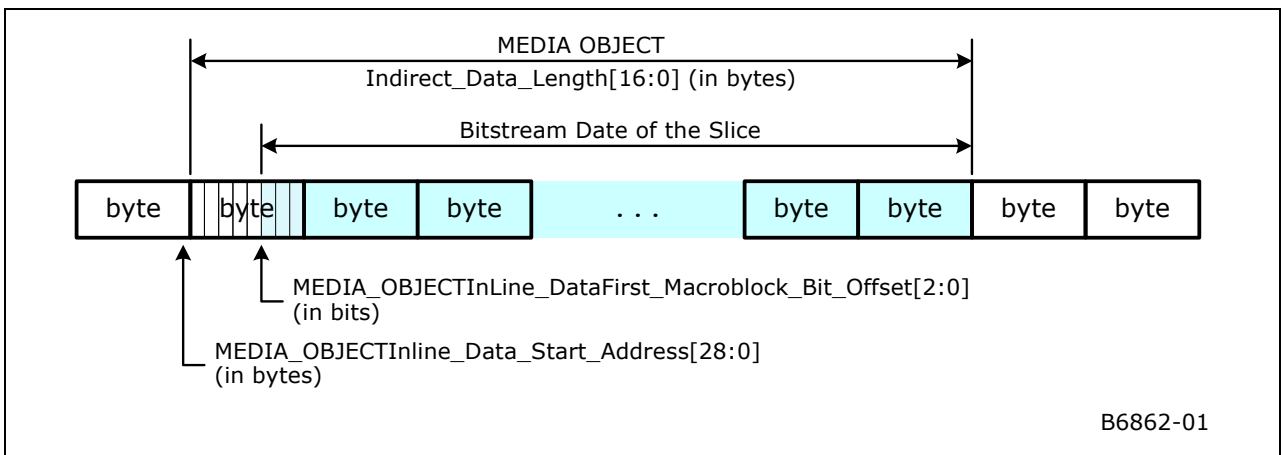 MEDIA OBJECT
Indirect_Data_Length[16:0] (in bytes)
Bitstream Date of the Slice
byte byte byte byte . . . byte byte byte byte
MEDIA_OBJECTInLine_DataFirst_Macroblock_Bit_Offset[2:0]
(in bits)
MEDIA_OBJECTInline_Data_Start_Address[28:0]
(in bytes)
B6862-01